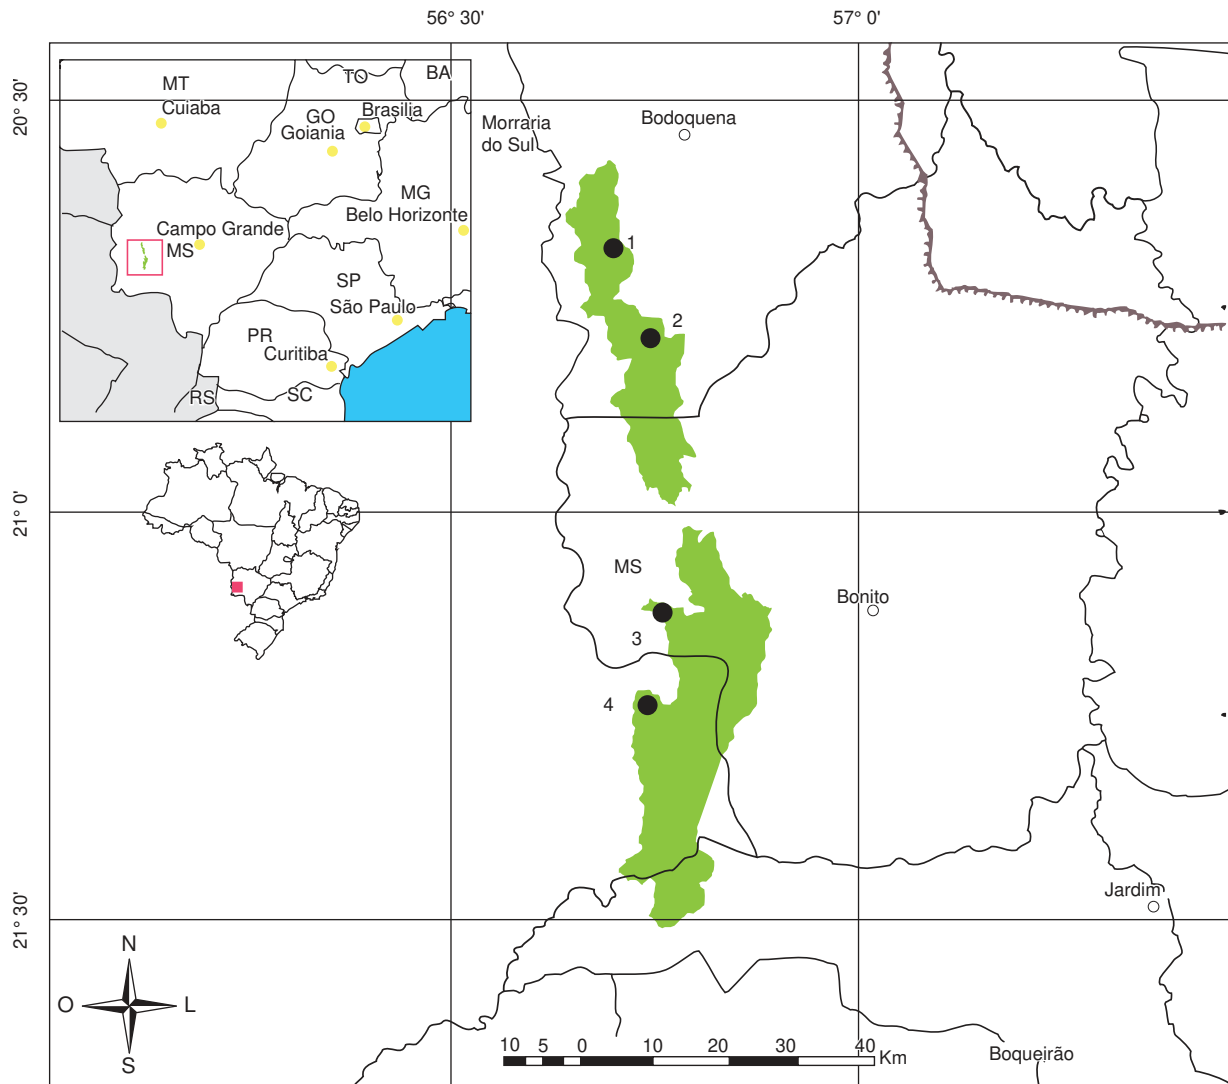 56° 30'
57° 0'
20° 30'
21° 0'
21° 30'
MT
Cuiaba
TO
BA
GO
Goiania
Brasilia
MG
Belo Horizonte
Campo Grande
MS
SP
São Paulo
PR
Curitiba
RS
SC
Morraria
do Sul
Bodoquena
1
2
MS
3
Bonito
4
Jardim
N
O
L
S
10
5
0
10
20
30
40
Km
Boqueirão